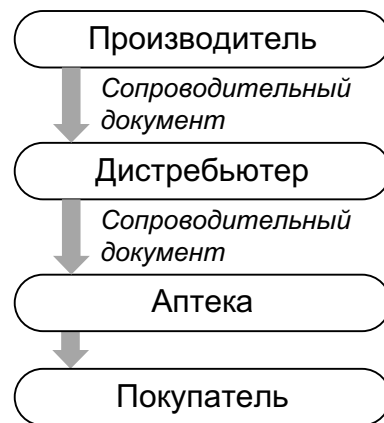 Производитель
Сопроводительный
документ
Дистребьютер
Сопроводительный
документ
Аптека
Покупатель